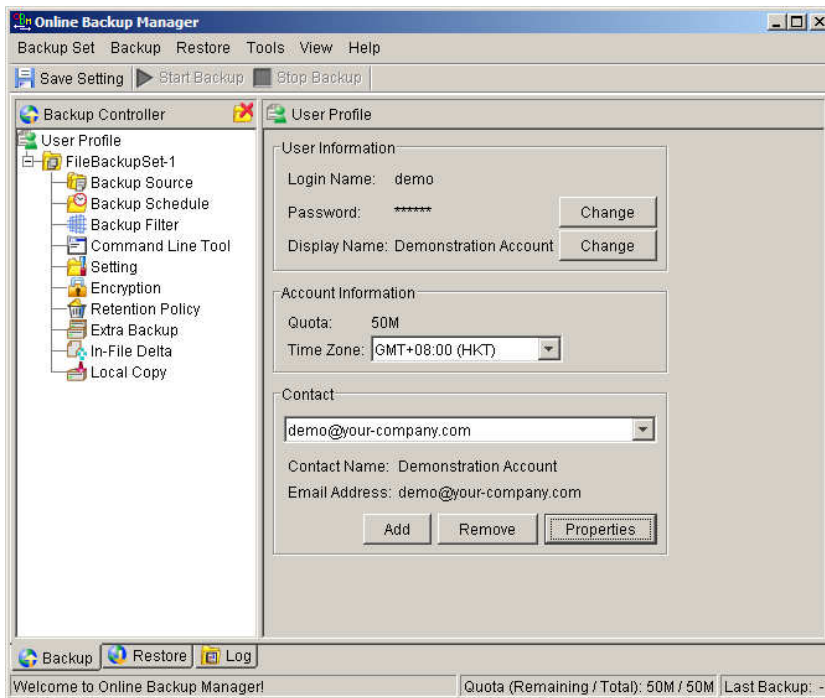 Online Backup Manager
Backup Set Backup Restore Tools View Help
Save Setting Start Backup Stop Backup
Backup Controller
User Profile
FileBackupSet-1
Backup Source
Backup Schedule
Backup Filter
Command Line Tool
Setting
Encryption
Retention Policy
Extra Backup
In-File Delta
Local Copy
User Profile
User Information
Login Name: demo
Password: ****** Change
Display Name: Demonstration Account Change
Account Information
Quota: 50M
Time Zone: GMT+08:00 (HKT)
Contact
demo@your-company.com
Contact Name: Demonstration Account
Email Address: demo@your-company.com
Add Remove Properties
Backup Restore Log
Welcome to Online Backup Manager! Quota (Remaining / Total): 50M / 50M Last Backup: -